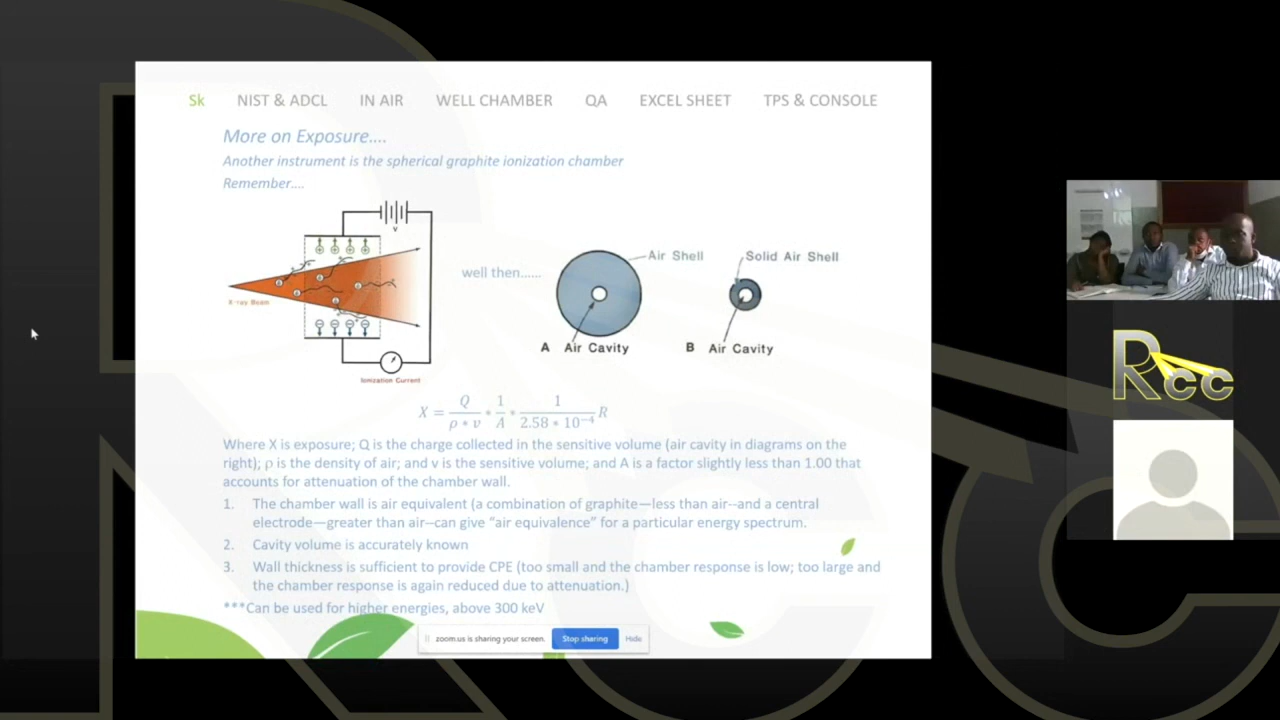 Sk NIST & ADCL IN AIR WELL CHAMBER QA EXCEL SHEET TPS & CONSOLE
More on Exposure....
Another instrument is the spherical graphite ionization chamber
Remember....
V
X-ray Beam
Ionization Current
well then......
Air Shell
A Air Cavity
Solid Air Shell
B Air Cavity
X = Q / ρ * v * 1 / A * 1 / 2.58 * 10⁻⁴ R
Where X is exposure; Q is the charge collected in the sensitive volume (air cavity in diagrams on the
right); ρ is the density of air; and v is the sensitive volume; and A is a factor slightly less than 1.00 that
accounts for attenuation of the chamber wall.
1. The chamber wall is air equivalent (a combination of graphite—less than air--and a central
electrode—greater than air--can give “air equivalence” for a particular energy spectrum.
2. Cavity volume is accurately known
3. Wall thickness is sufficient to provide CPE (too small and the chamber response is low; too large and
the chamber response is again reduced due to attenuation.)
***Can be used for higher energies, above 300 keV
zoom.us is sharing your screen. Stop sharing Hide
Rcc